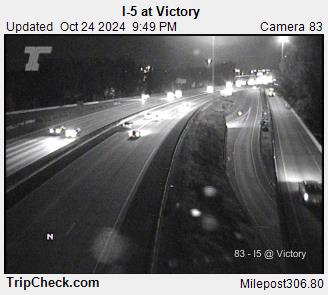 I-5 at Victory
Updated Oct 24 2024 9:49 PM Camera 83
T
N
83 - I5 @ Victory
TripCheck.com Milepost306.80